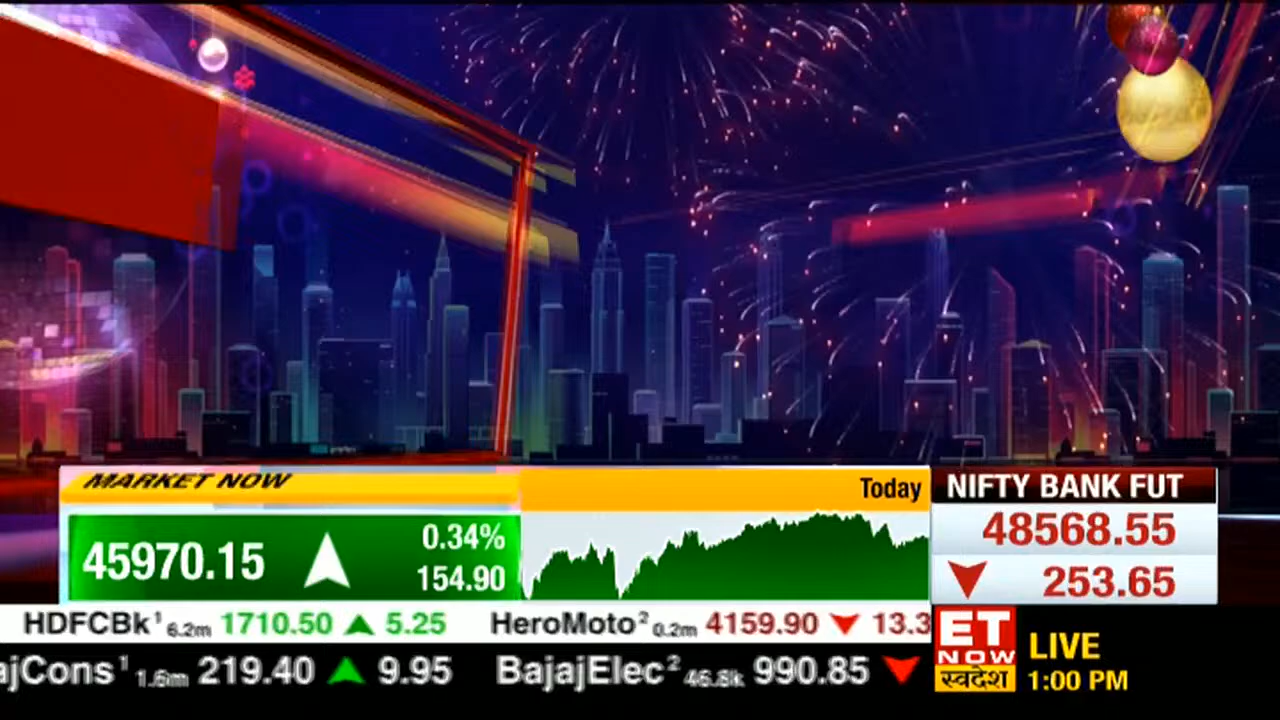 MARKET NOW
Today
NIFTY BANK FUT
45970.15 0.34% 154.90
48568.55
253.65
HDFCBk¹ 6.2m 1710.50 5.25 HeroMoto² 0.2m 4159.90 13.3
ajCons¹ 1.6m 219.40 9.95 BajajElec² 46.8k 990.85
ET
NOW
स्वदेश
LIVE
1:00 PM